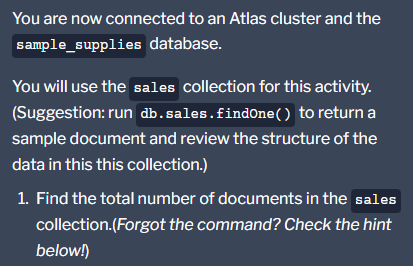 You are now connected to an Atlas cluster and the
sample_supplies database.
You will use the sales collection for this activity.
(Suggestion: run db.sales.findOne() to return a
sample document and review the structure of the
data in this this collection.)
1. Find the total number of documents in the sales
collection.(Forgot the command? Check the hint
below!)